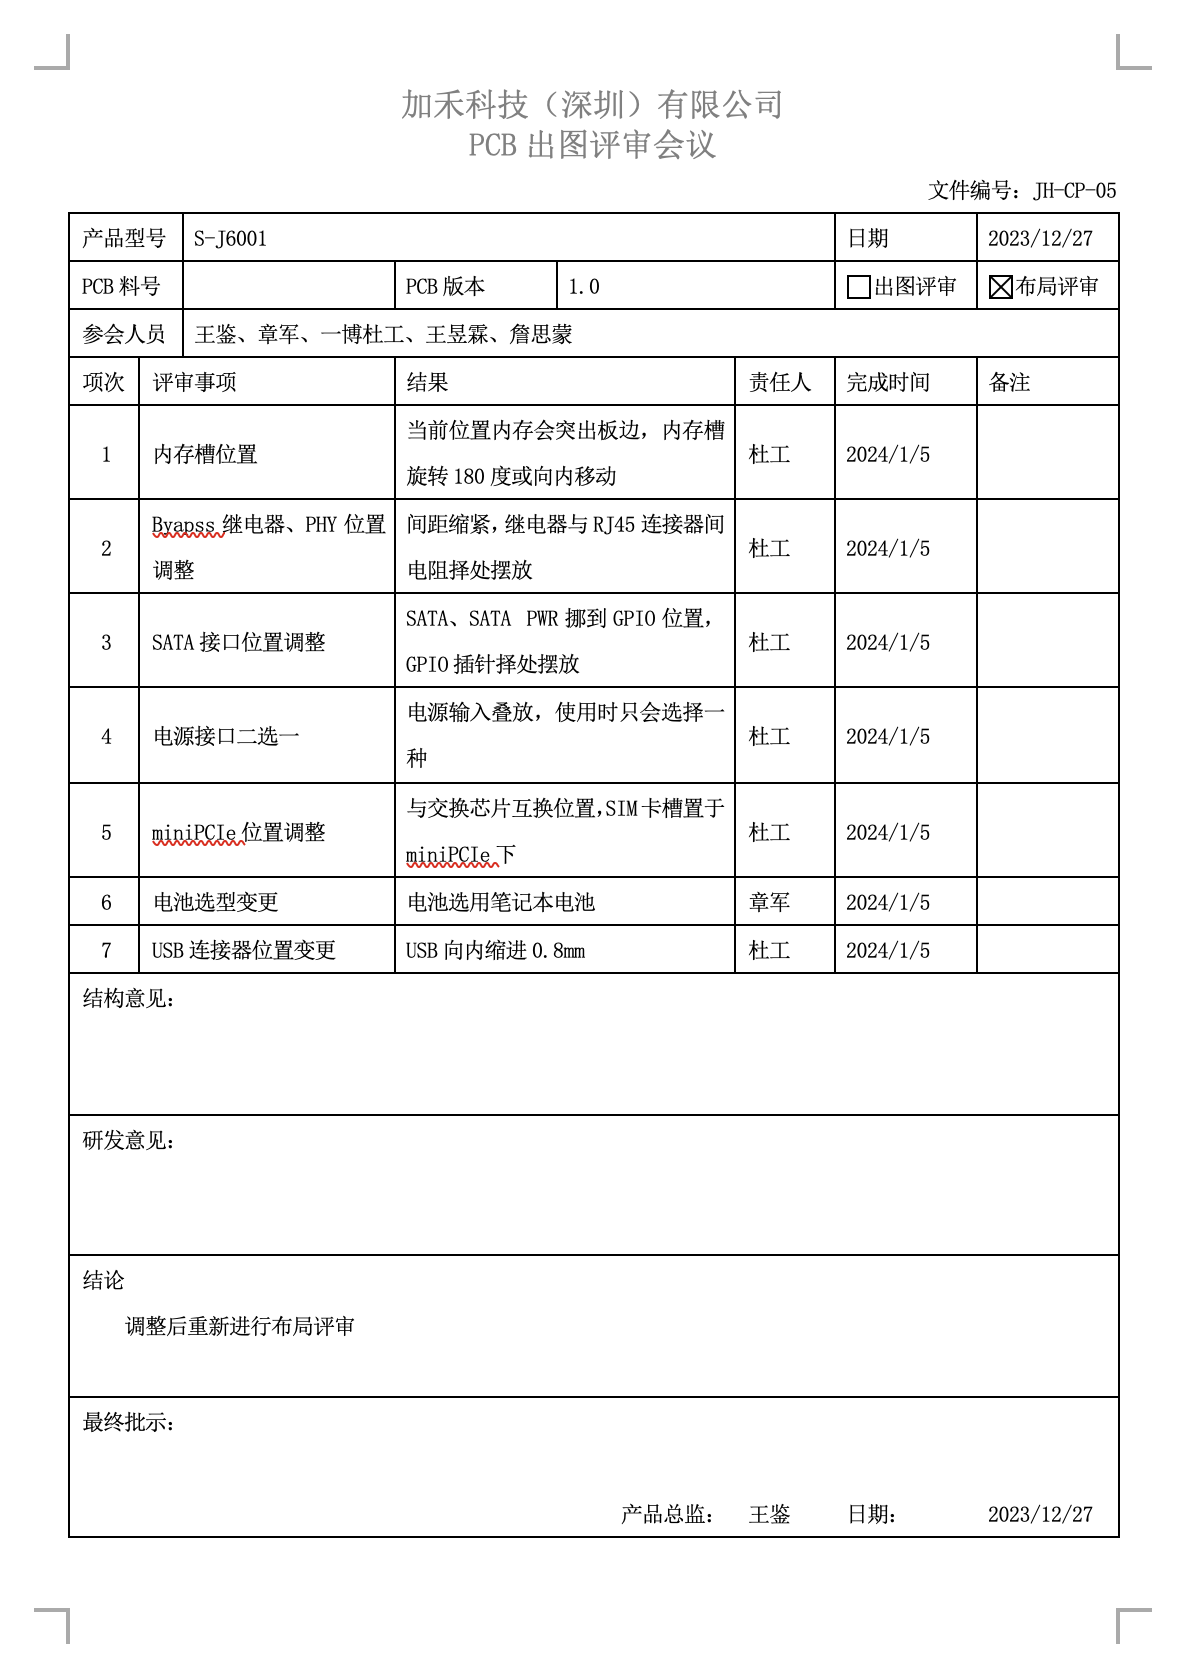 加禾科技（深圳）有限公司
PCB 出图评审会议
文件编号：JH-CP-05
产品型号 S-J6001 日期 2023/12/27
PCB 料号 PCB 版本 1.0 □出图评审 ☒布局评审
参会人员 王鉴、章军、一博杜工、王昱霖、詹思蒙
项次 评审事项 结果 责任人 完成时间 备注
1 内存槽位置 当前位置内存会突出板边，内存槽
旋转 180 度或向内移动 杜工 2024/1/5
2 Byapss 继电器、PHY 位置
调整 间距缩紧，继电器与 RJ45 连接器间
电阻择处摆放 杜工 2024/1/5
3 SATA 接口位置调整 SATA、SATA PWR 挪到 GPIO 位置，
GPIO 插针择处摆放 杜工 2024/1/5
4 电源接口二选一 电源输入叠放，使用时只会选择一
种 杜工 2024/1/5
5 miniPCIe 位置调整 与交换芯片互换位置，SIM 卡槽置于
miniPCIe 下 杜工 2024/1/5
6 电池选型变更 电池选用笔记本电池 章军 2024/1/5
7 USB 连接器位置变更 USB 向内缩进 0.8mm 杜工 2024/1/5
结构意见：
研发意见：
结论
调整后重新进行布局评审
最终批示：
产品总监： 王鉴 日期： 2023/12/27